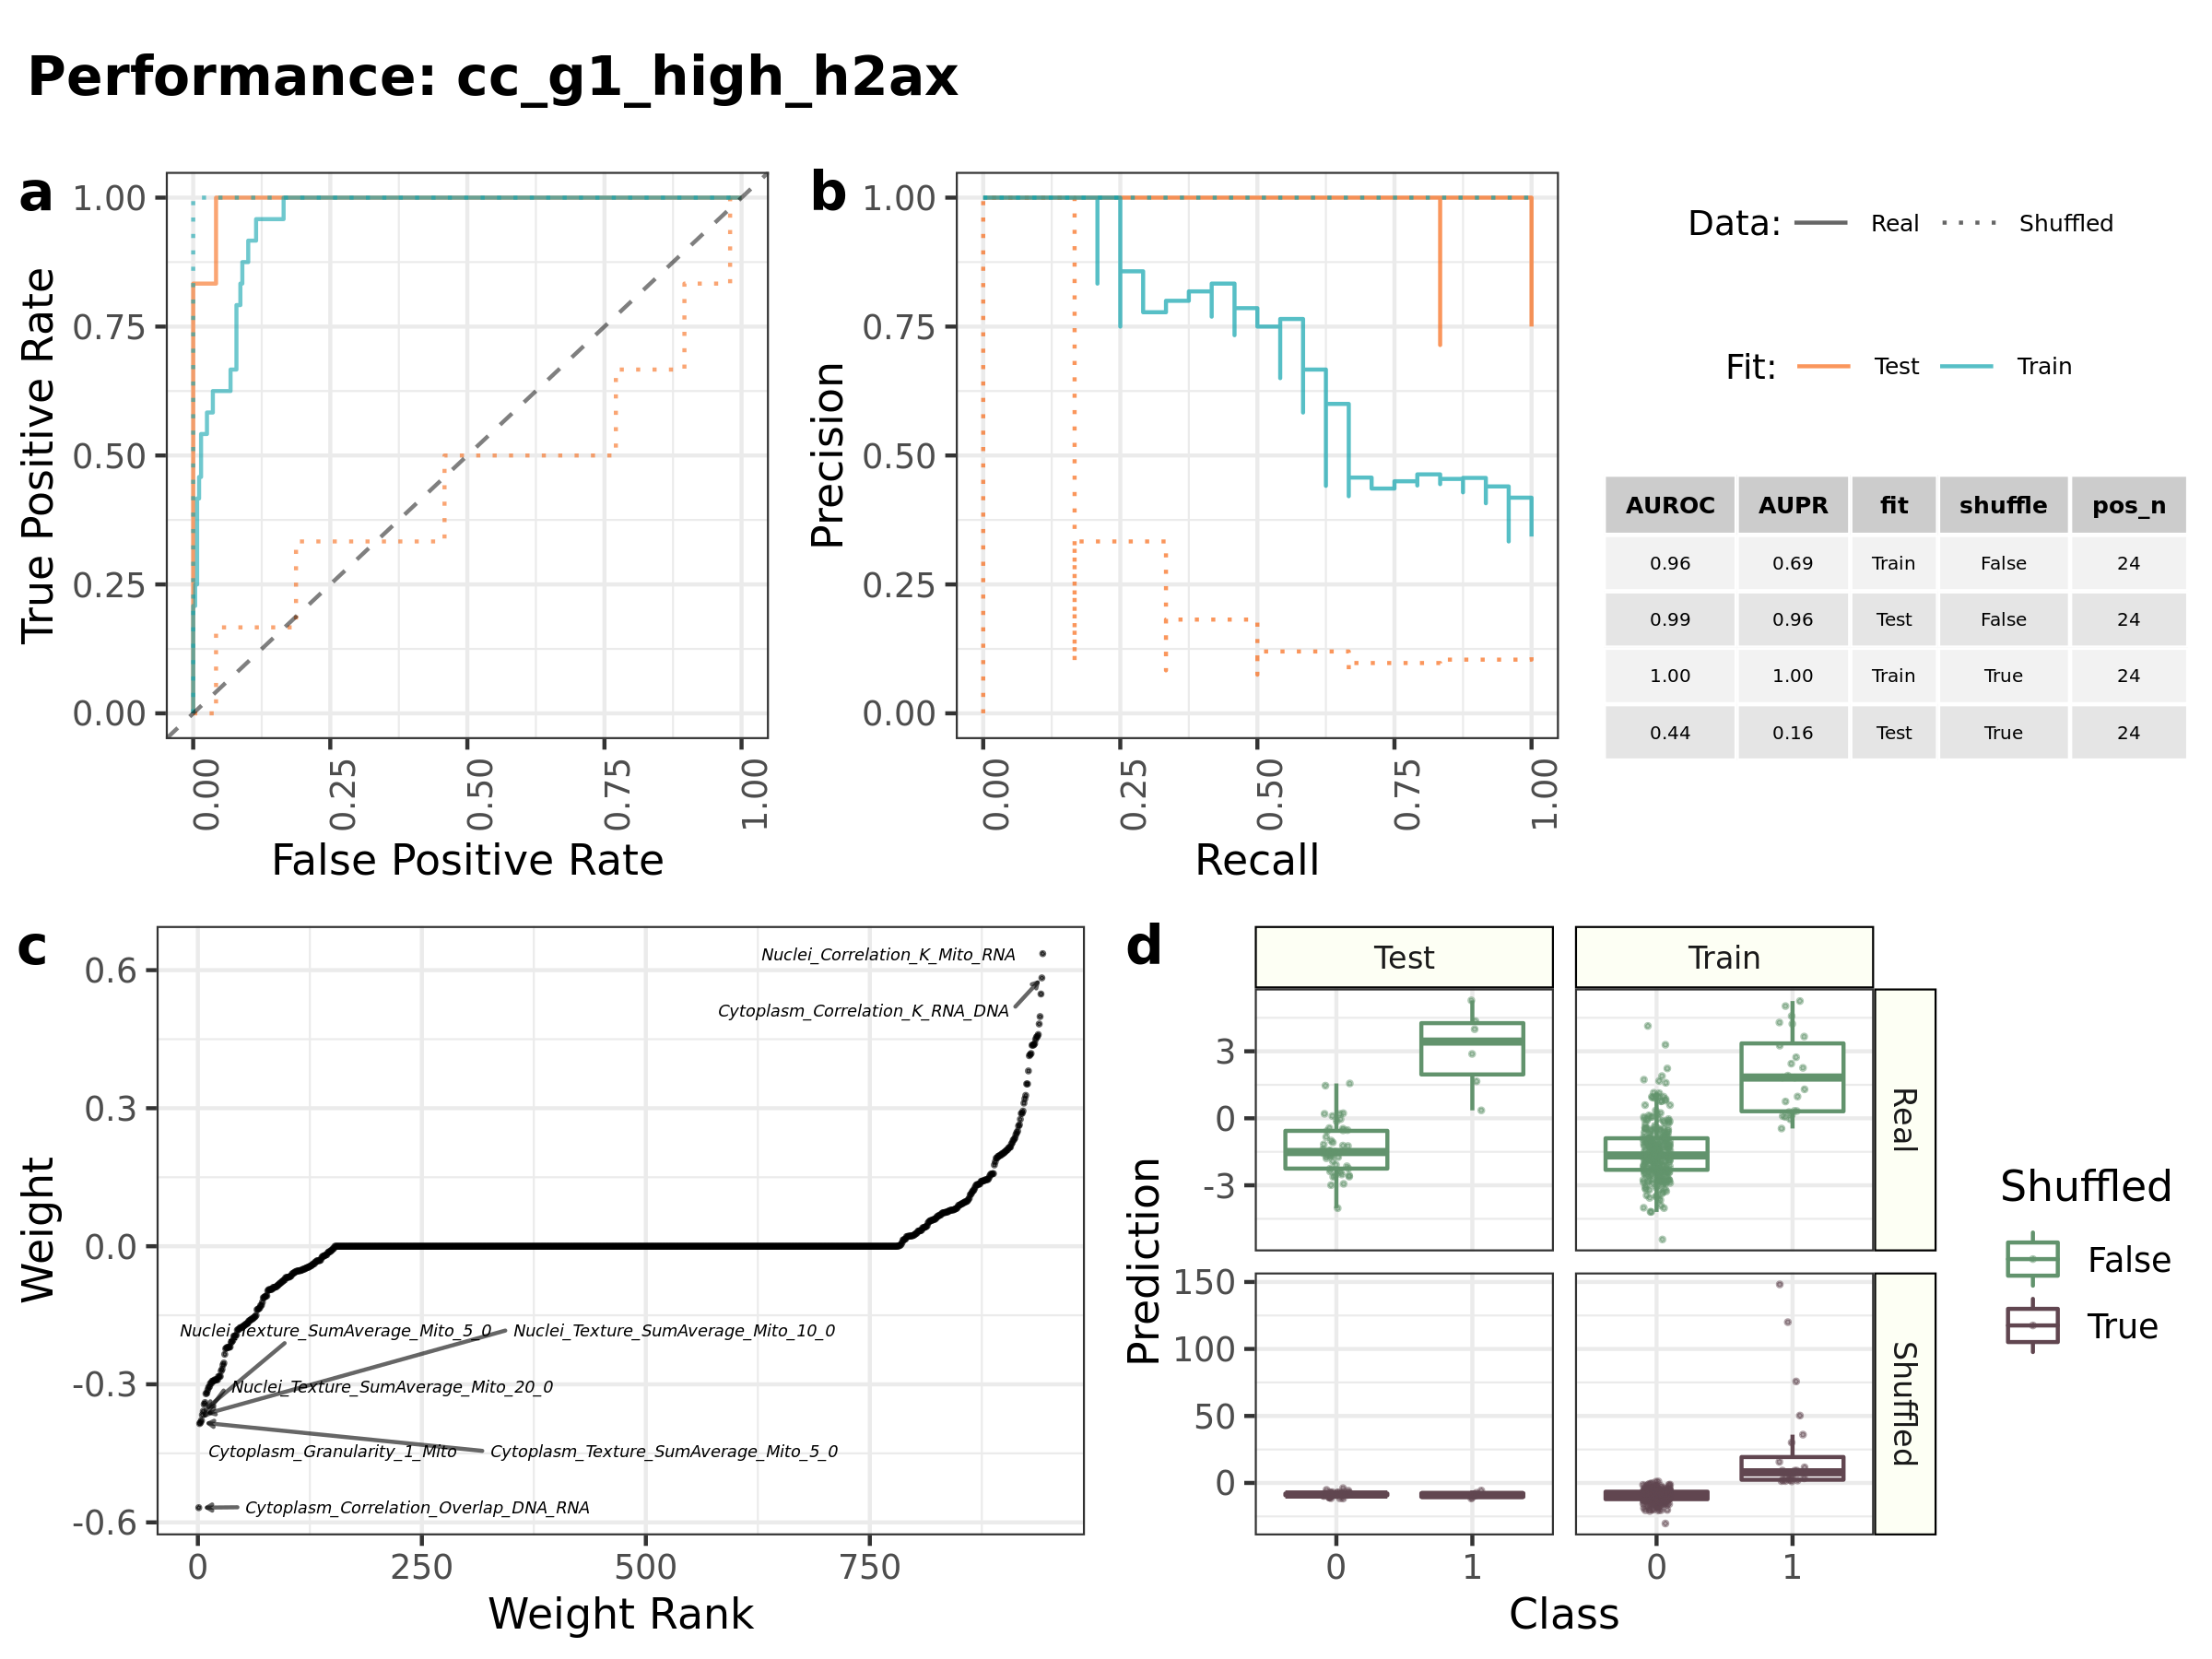 Performance: cc_g1_high_h2ax
a
True Positive Rate
1.00
0.75
0.50
0.25
0.00
0.00
0.25
0.50
0.75
1.00
False Positive Rate
b
Precision
1.00
0.75
0.50
0.25
0.00
0.00
0.25
0.50
0.75
1.00
Recall
Data: Real Shuffled
Fit: Test Train
AUROC AUPR fit shuffle pos_n
0.96 0.69 Train False 24
0.99 0.96 Test False 24
1.00 1.00 Train True 24
0.44 0.16 Test True 24
c
Weight
0.6
0.3
0.0
-0.3
-0.6
Nuclei_Correlation_K_Mito_RNA
Cytoplasm_Correlation_K_RNA_DNA
Nuclei_Texture_SumAverage_Mito_5_0
Nuclei_Texture_SumAverage_Mito_10_0
Nuclei_Texture_SumAverage_Mito_20_0
Cytoplasm_Granularity_1_Mito
Cytoplasm_Texture_SumAverage_Mito_5_0
Cytoplasm_Correlation_Overlap_DNA_RNA
0
250
500
750
Weight Rank
d
Test
Train
Prediction
3
0
-3
Real
150
100
50
0
Shuffled
0
1
0
1
Class
Shuffled
False
True